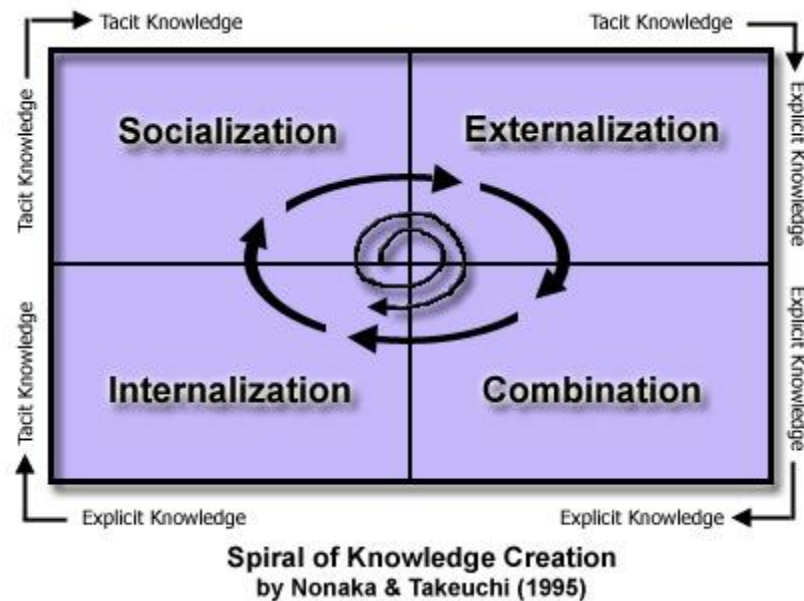 Tacit Knowledge
Tacit Knowledge
Tacit Knowledge
Explicit Knowledge
Socialization
Externalization
Tacit Knowledge
Explicit Knowledge
Internalization
Combination
Explicit Knowledge
Explicit Knowledge
Spiral of Knowledge Creation
by Nonaka & Takeuchi (1995)